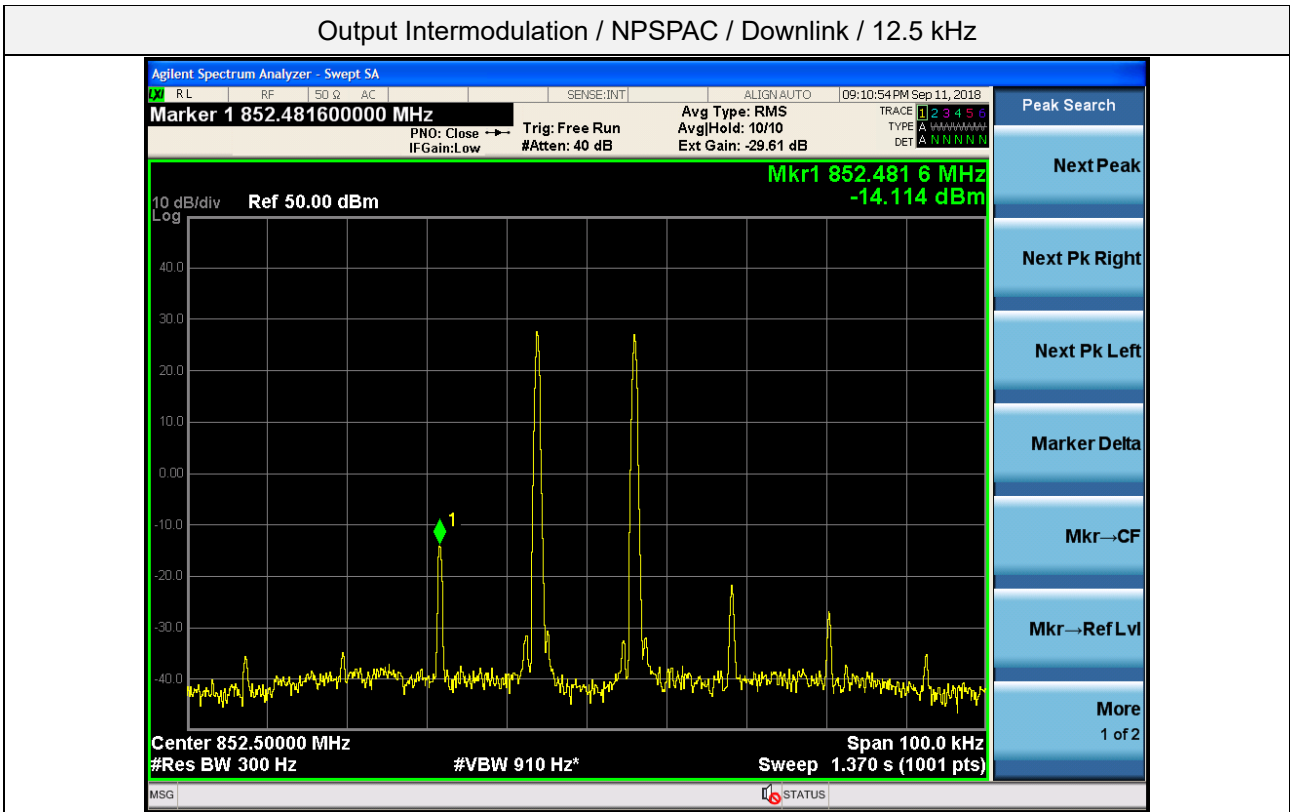 Output Intermodulation / NPSPAC / Downlink / 12.5 kHz
Agilent Spectrum Analyzer - Swept SA
LXI RL RF 50 Ω AC SENSE:INT ALIGNAUTO 09:10:54 PM Sep 11, 2018
Marker 1 852.481600000 MHz
PNO: Close
IFGain:Low
Trig: Free Run
#Atten: 40 dB
Avg Type: RMS
Avg|Hold: 10/10
Ext Gain: -29.61 dB
TRACE 1 2 3 4 5 6
TYPE A WWWWWW
DET A N N N N N
Mkr1 852.481 6 MHz
-14.114 dBm
10 dB/div Ref 50.00 dBm
Log
40.0
30.0
20.0
10.0
0.00
-10.0
-20.0
-30.0
-40.0
1
Center 852.50000 MHz Span 100.0 kHz
#Res BW 300 Hz #VBW 910 Hz* Sweep 1.370 s (1001 pts)
MSG STATUS
Peak Search
Next Peak
Next Pk Right
Next Pk Left
Marker Delta
Mkr→CF
Mkr→Ref Lvl
More
1 of 2